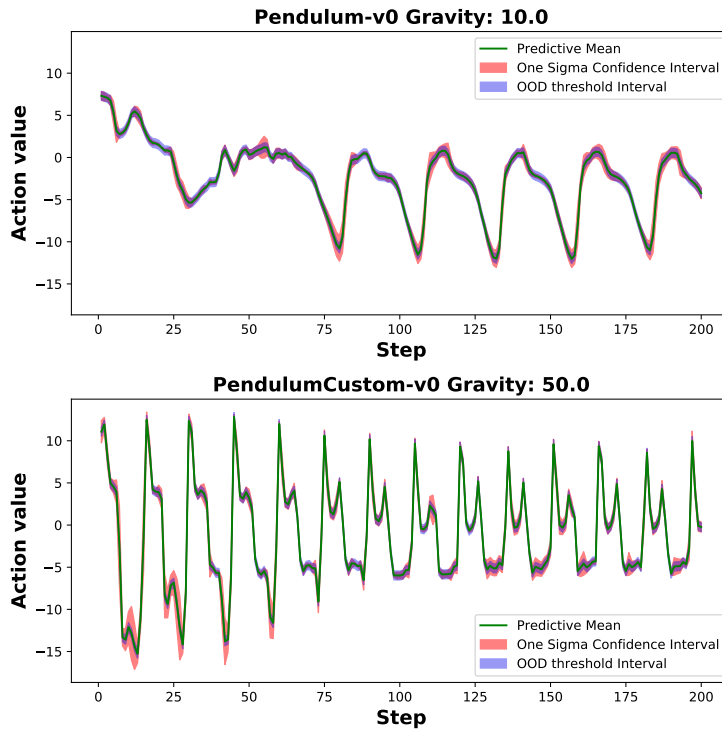 Pendulum-v0 Gravity: 10.0
Predictive Mean
One Sigma Confidence Interval
OOD threshold Interval
Action value
10
5
0
−5
−10
−15
0 25 50 75 100 125 150 175 200
Step
PendulumCustom-v0 Gravity: 50.0
Action value
10
5
0
−5
−10
−15
Predictive Mean
One Sigma Confidence Interval
OOD threshold Interval
0 25 50 75 100 125 150 175 200
Step